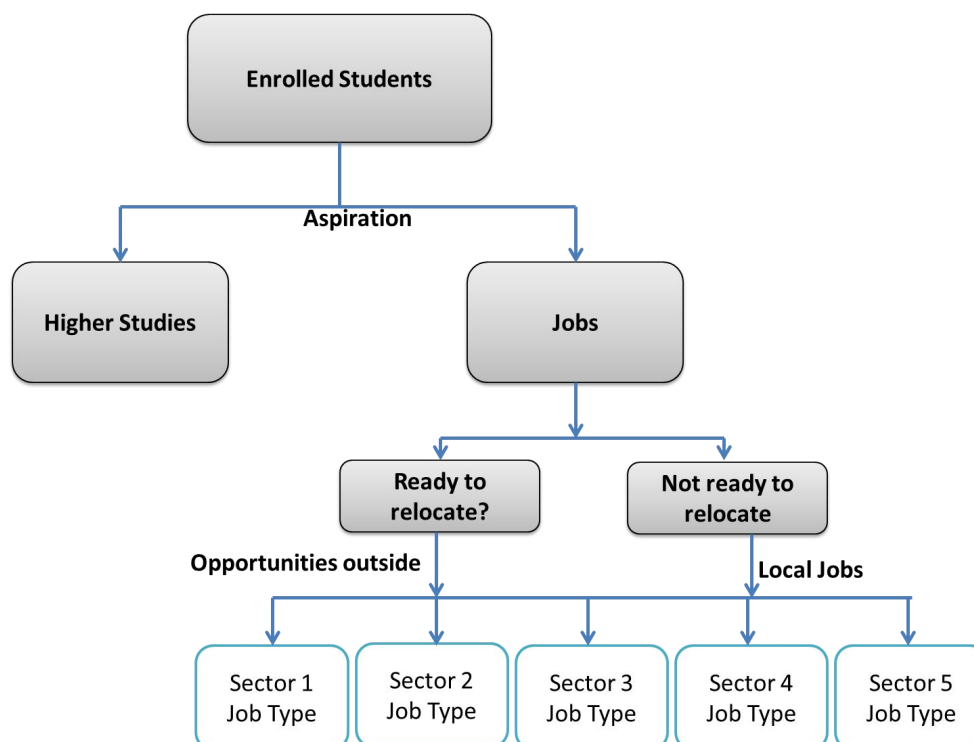 Enrolled Students
Aspiration
Higher Studies
Jobs
Ready to
relocate?
Not ready to
relocate
Opportunities outside
Local Jobs
Sector 1
Job Type
Sector 2
Job Type
Sector 3
Job Type
Sector 4
Job Type
Sector 5
Job Type